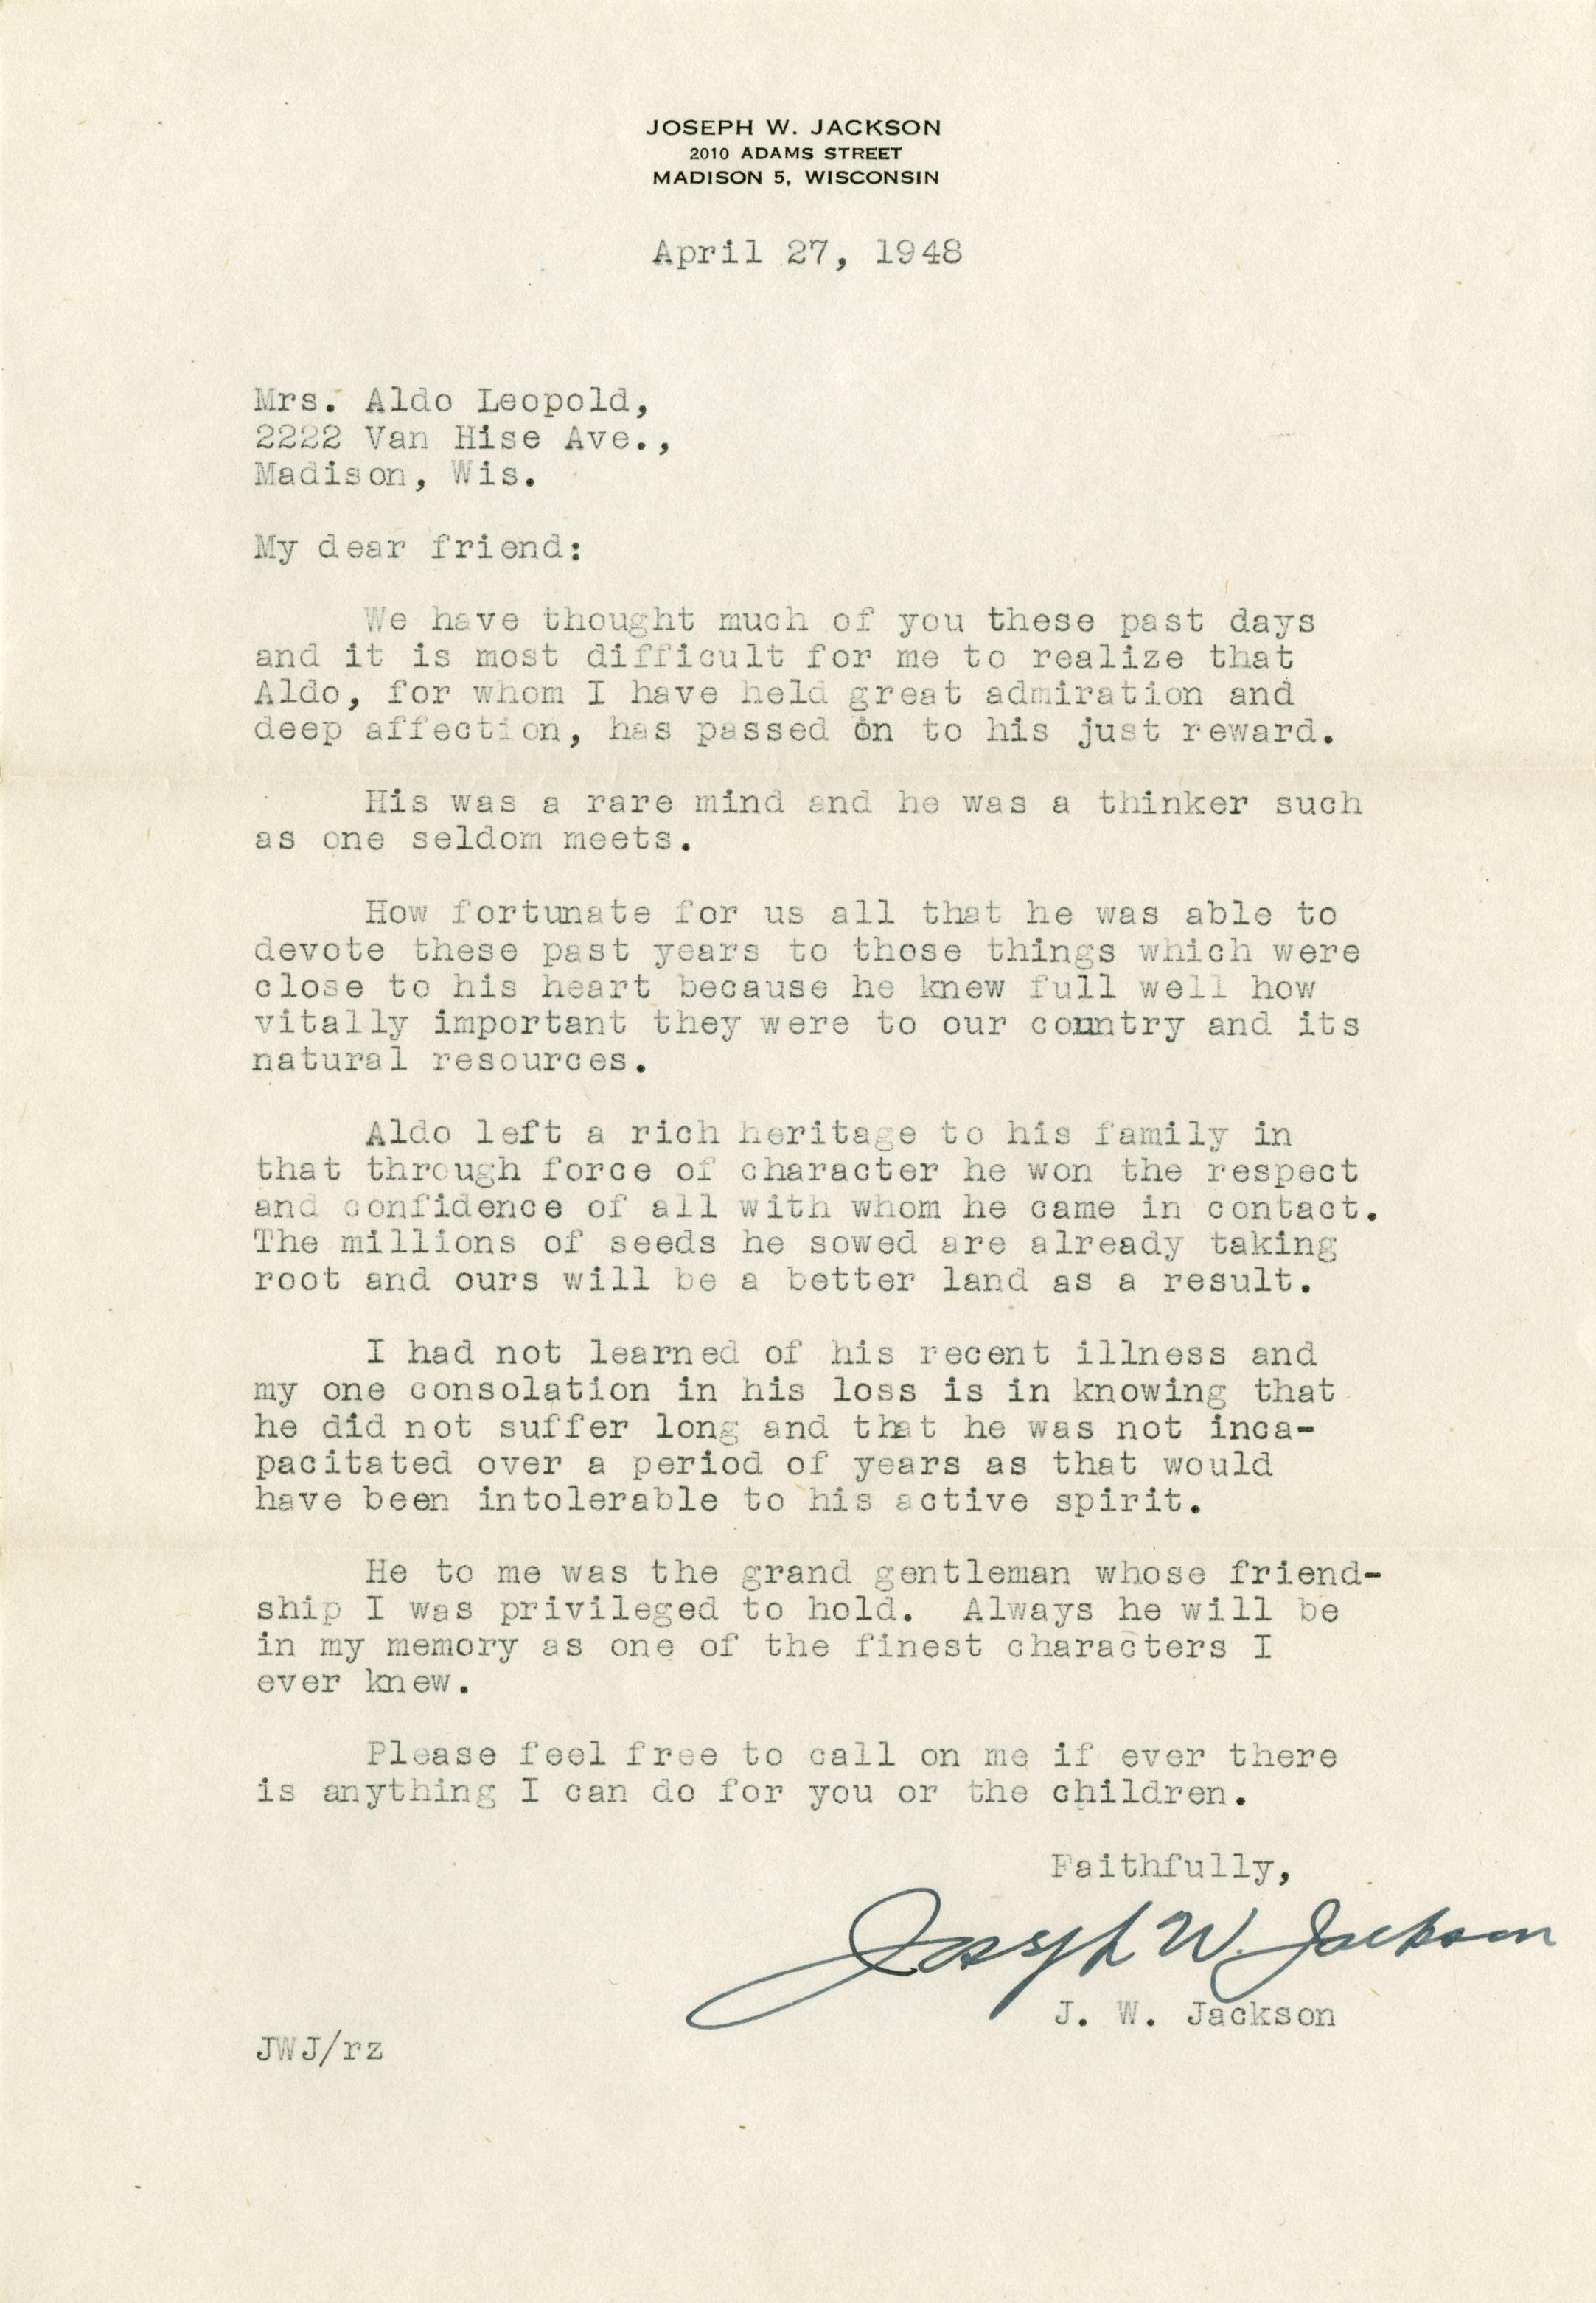 JOSEPH W. JACKSON
2010 ADAMS STREET
MADISON 5, WISCONSIN
April 27, 1948
Mrs. Aldo Leopold,
2222 Van Hise Ave.,
Madison, Wis.
My dear friend:
We have thought much of you these past days
and it is most difficult for me to realize that
Aldo, for whom I have held great admiration and
deep affection, has passed on to his just reward.
His was a rare mind and he was a thinker such
as one seldom meets.
How fortunate for us all that he was able to
devote these past years to those things which were
close to his heart because he knew full well how
vitally important they were to our country and its
natural resources.
Aldo left a rich heritage to his family in
that through force of character he won the respect
and confidence of all with whom he came in contact.
The millions of seeds he sowed are already taking
root and ours will be a better land as a result.
I had not learned of his recent illness and
my one consolation in his loss is in knowing that
he did not suffer long and that he was not inca-
pacitated over a period of years as that would
have been intolerable to his active spirit.
He to me was the grand gentleman whose friend-
ship I was privileged to hold. Always he will be
in my memory as one of the finest characters I
ever knew.
Please feel free to call on me if ever there
is anything I can do for you or the children.
Faithfully,
Joseph W. Jackson
J. W. Jackson
JWJ/rz